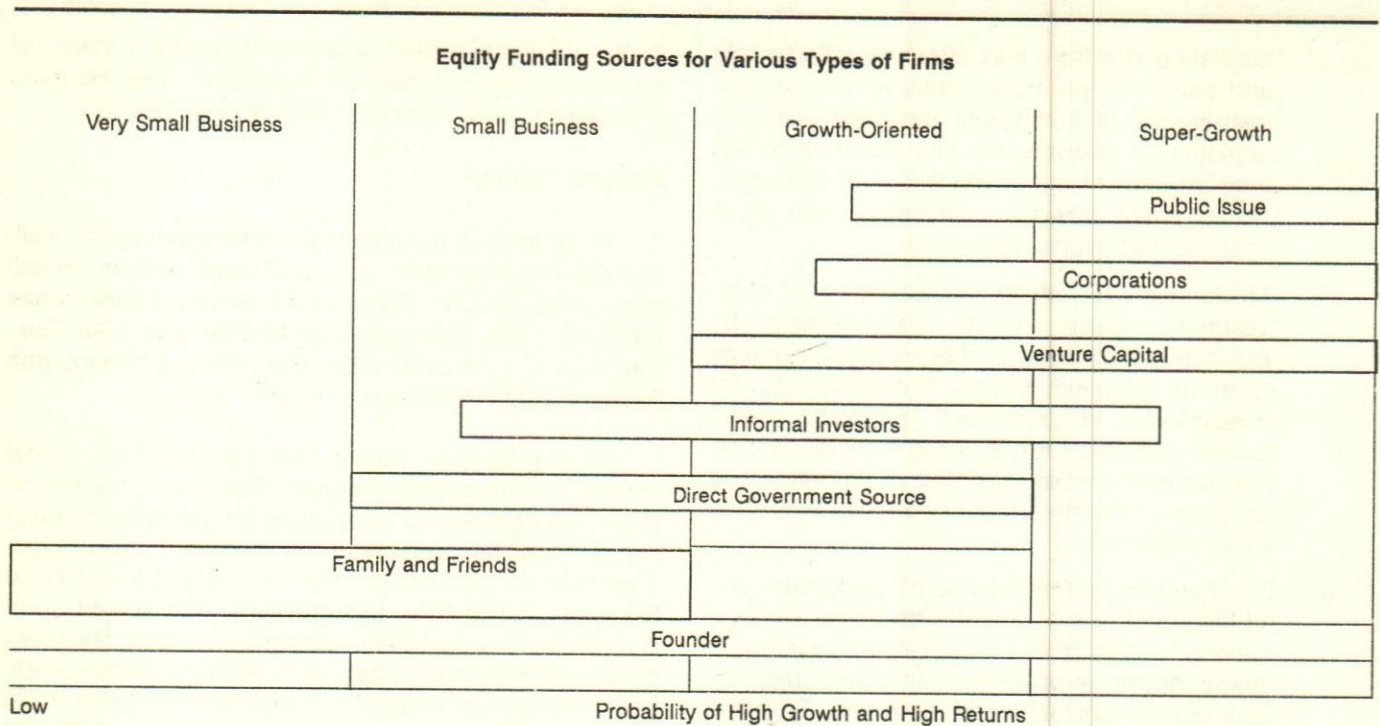 Equity Funding Sources for Various Types of Firms
Very Small Business
Small Business
Growth-Oriented
Super-Growth
Public Issue
Corporations
Venture Capital
Informal Investors
Direct Government Source
Family and Friends
Founder
Low
Probability of High Growth and High Returns